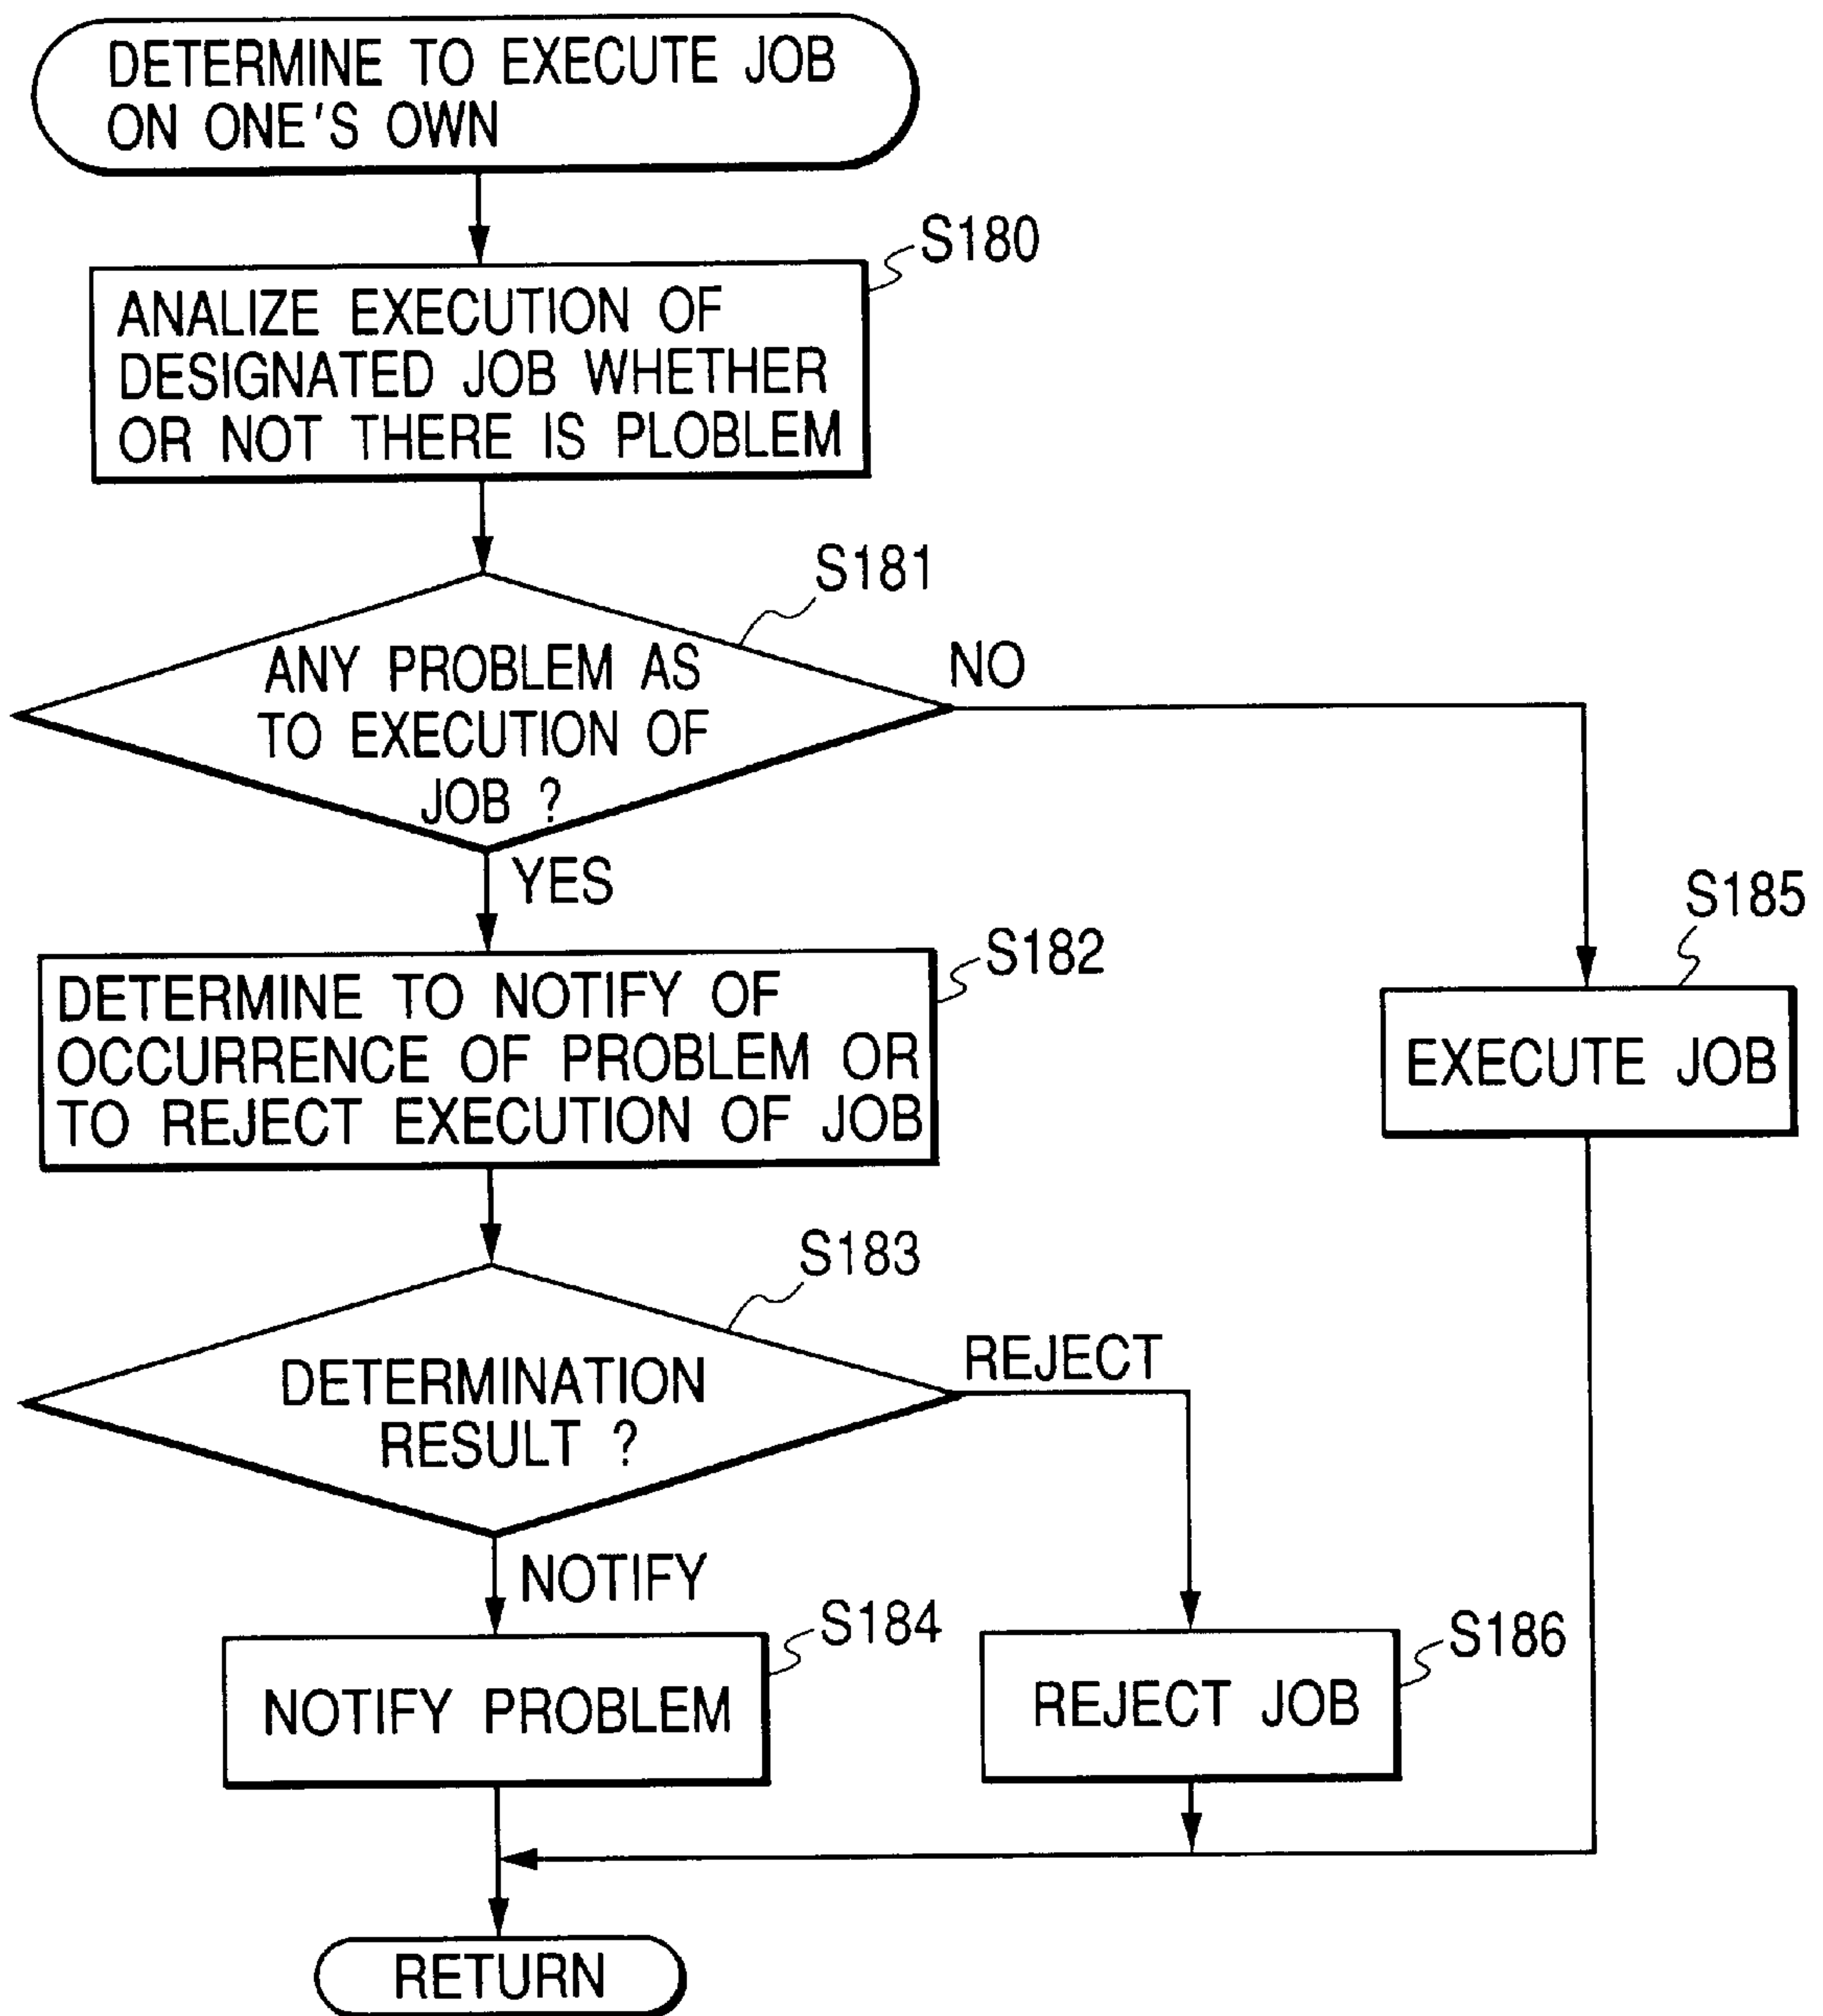 DETERMINE TO EXECUTE JOB
ON ONE'S OWN
S180
ANALIZE EXECUTION OF
DESIGNATED JOB WHETHER
OR NOT THERE IS PLOBLEM
S181
ANY PROBLEM AS
TO EXECUTION OF
JOB ?
NO
YES
S182
DETERMINE TO NOTIFY OF
OCCURRENCE OF PROBLEM OR
TO REJECT EXECUTION OF JOB
S185
EXECUTE JOB
S183
DETERMINATION
RESULT ?
REJECT
NOTIFY
S184
NOTIFY PROBLEM
S186
REJECT JOB
RETURN